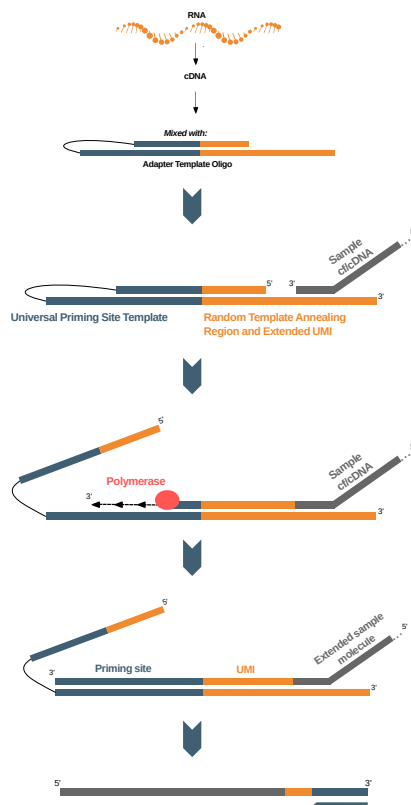 RNA
cDNA
Mixed with:
Adapter Template Oligo
Sample
cf/cDNA
5'
3'
3'
Universal Priming Site Template
Random Template Annealing
Region and Extended UMI
5'
Sample
cf/cDNA
Polymerase
3'
3'
5'
5'
Extended sample
molecule
3'
Priming site
UMI
3'
5'
3'